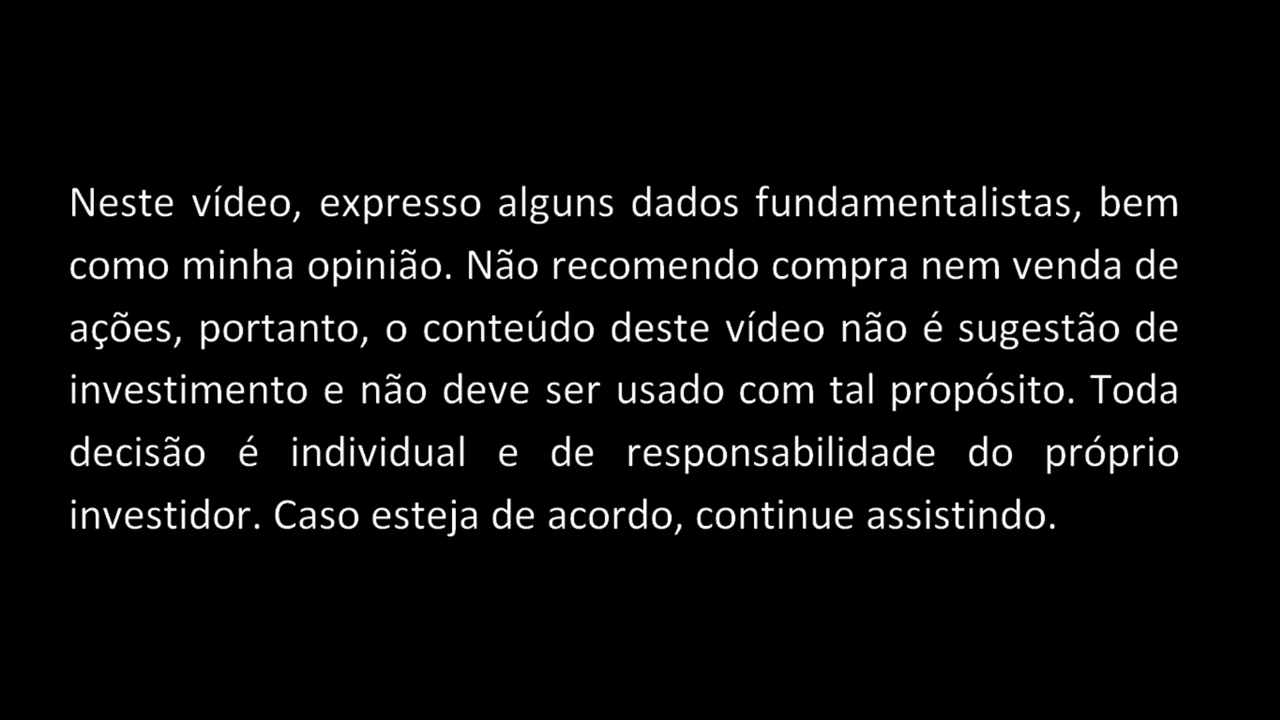 Neste vídeo, expresso alguns dados fundamentalistas, bem
como minha opinião. Não recomendo compra nem venda de
ações, portanto, o conteúdo deste vídeo não é sugestão de
investimento e não deve ser usado com tal propósito. Toda
decisão é individual e de responsabilidade do próprio
investidor. Caso esteja de acordo, continue assistindo.